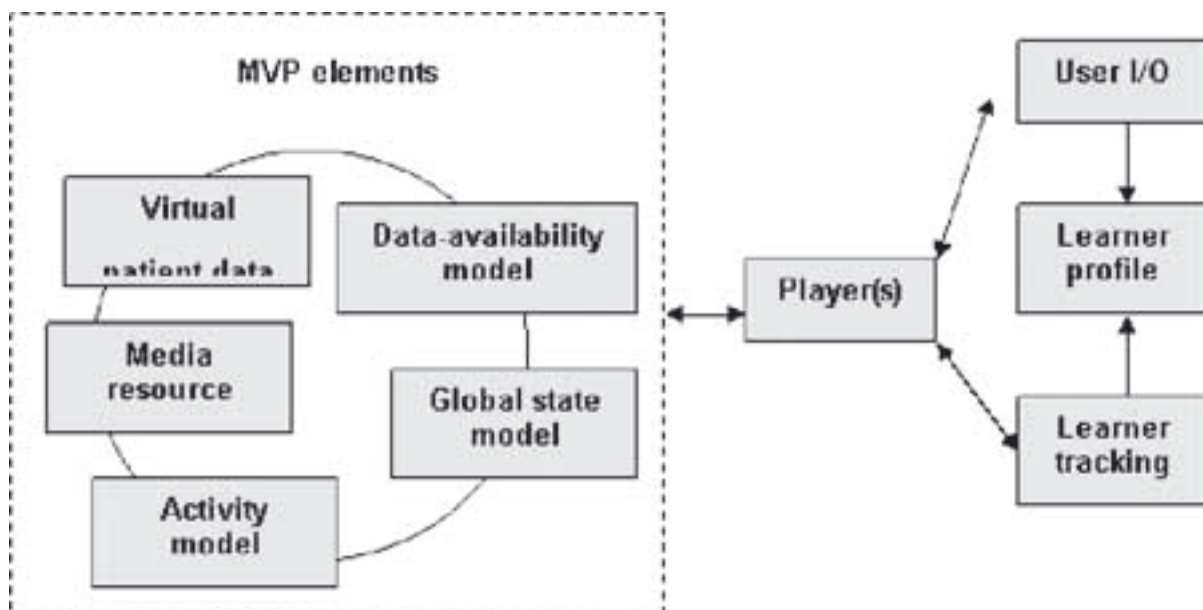 MVP elements
Virtual
patient data
Data-availability
model
Media
resource
Global state
model
Activity
model
Player(s)
User I/O
Learner
profile
Learner
tracking